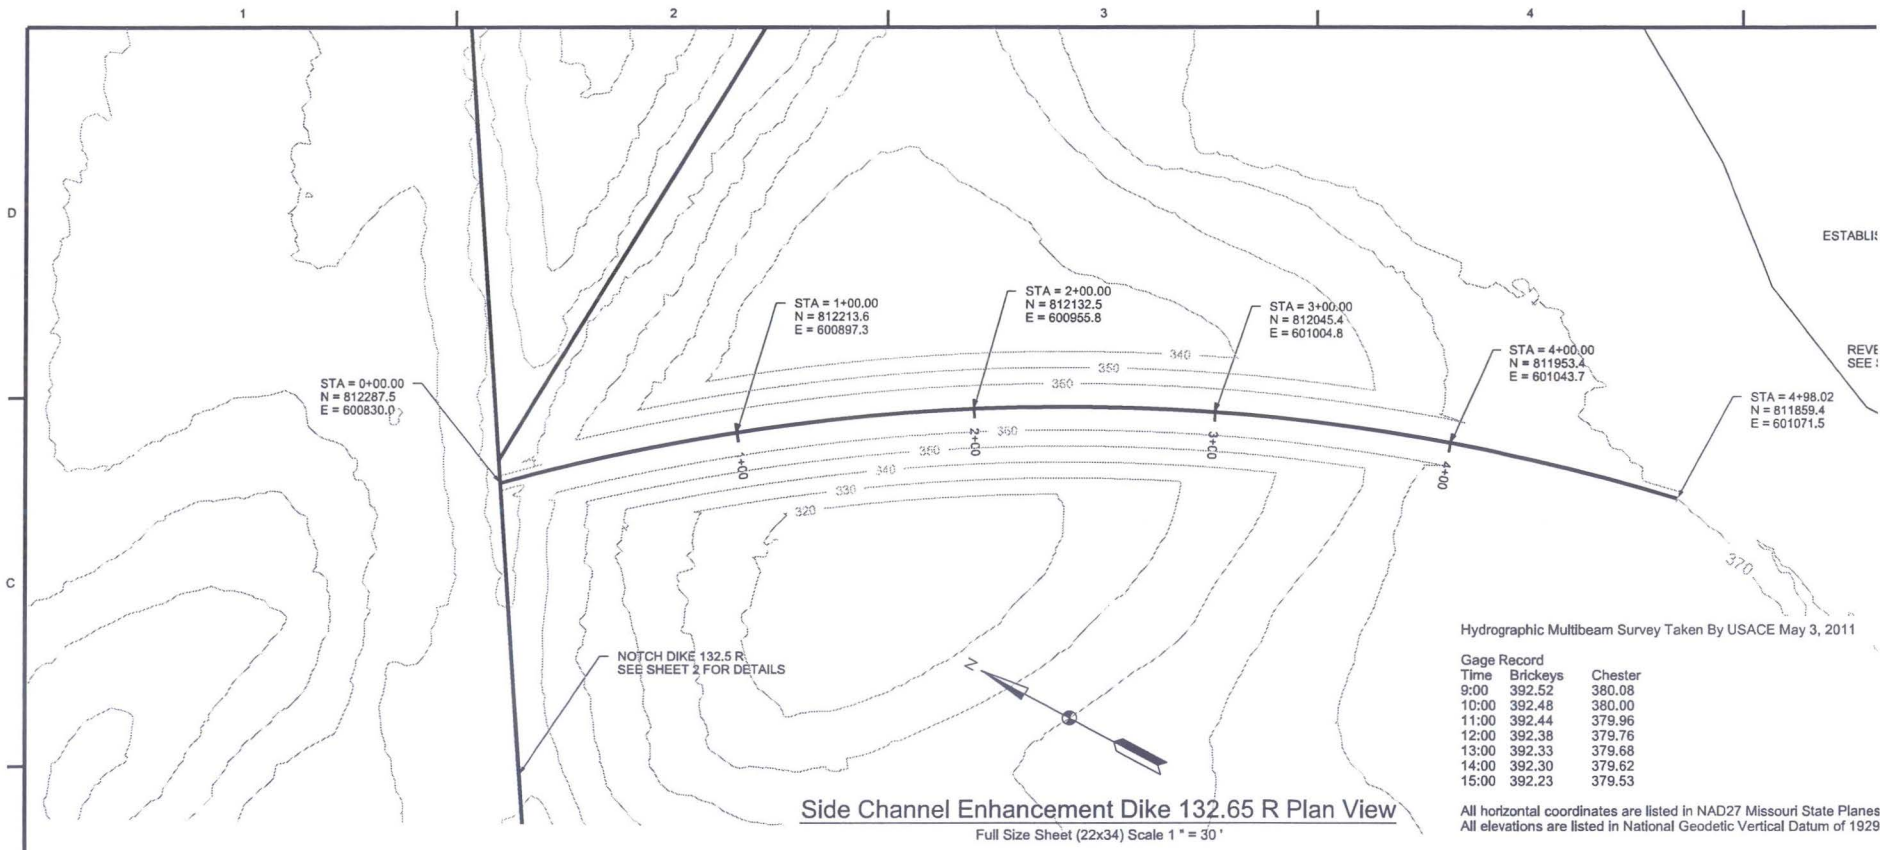 1 2 3 4
D
C
STA = 0+00.00
N = 812287.5
E = 600830.0
STA = 1+00.00
N = 812213.6
E = 600897.3
STA = 2+00.00
N = 812132.5
E = 600955.8
STA = 3+00.00
N = 812045.4
E = 601004.8
STA = 4+00.00
N = 811953.4
E = 601043.7
STA = 4+98.02
N = 811859.4
E = 601071.5
ESTABLIS
REVE
SEE
340
350
360
1+00
2+00
3+00
4+00
360
350
340
330
320
370
NOTCH DIKE 132.5 R
SEE SHEET 2 FOR DETAILS
N
Hydrographic Multibeam Survey Taken By USACE May 3, 2011
Gage Record
Time Brickeys Chester
9:00 392.52 380.08
10:00 392.48 380.00
11:00 392.44 379.96
12:00 392.38 379.76
13:00 392.33 379.68
14:00 392.30 379.62
15:00 392.23 379.53
All horizontal coordinates are listed in NAD27 Missouri State Planes
All elevations are listed in National Geodetic Vertical Datum of 1929
Side Channel Enhancement Dike 132.65 R Plan View
Full Size Sheet (22x34) Scale 1 " = 30 '